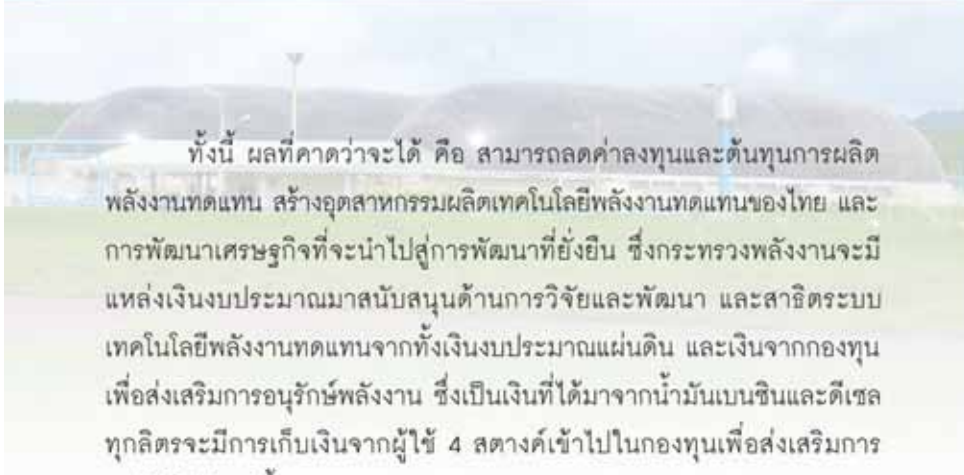 ทั้งนี้ ผลที่คาดว่าจะได้ คือ สามารถลดค่าลงทุนและต้นทุนการผลิต
พลังงานทดแทน สร้างอุตสาหกรรมผลิตเทคโนโลยีพลังงานทดแทนของไทย และ
การพัฒนาเศรษฐกิจที่จะนำไปสู่การพัฒนาที่ยั่งยืน ซึ่งกระทรวงพลังงานจะมี
แหล่งเงินงบประมาณมาสนับสนุนด้านการวิจัยและพัฒนา และสาธิตระบบ
เทคโนโลยีพลังงานทดแทนจากทั้งเงินงบประมาณแผ่นดิน และเงินจากกองทุน
เพื่อส่งเสริมการอนุรักษ์พลังงาน ซึ่งเป็นเงินที่ได้มาจากน้ำมันเบนซินและดีเซล
ทุกลิตรจะมีการเก็บเงินจากผู้ใช้ 4 สตางค์เข้าไปในกองทุนเพื่อส่งเสริมการ